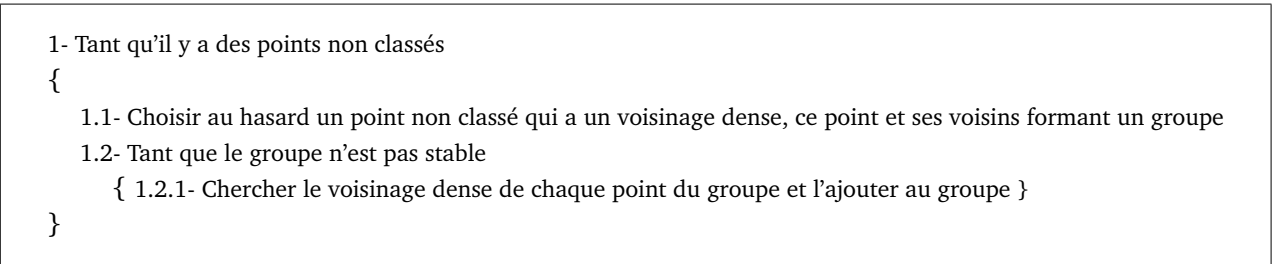 1- Tant qu’il y a des points non classés
{
1.1- Choisir au hasard un point non classé qui a un voisinage dense, ce point et ses voisins formant un groupe
1.2- Tant que le groupe n’est pas stable
{ 1.2.1- Chercher le voisinage dense de chaque point du groupe et l’ajouter au groupe }
}